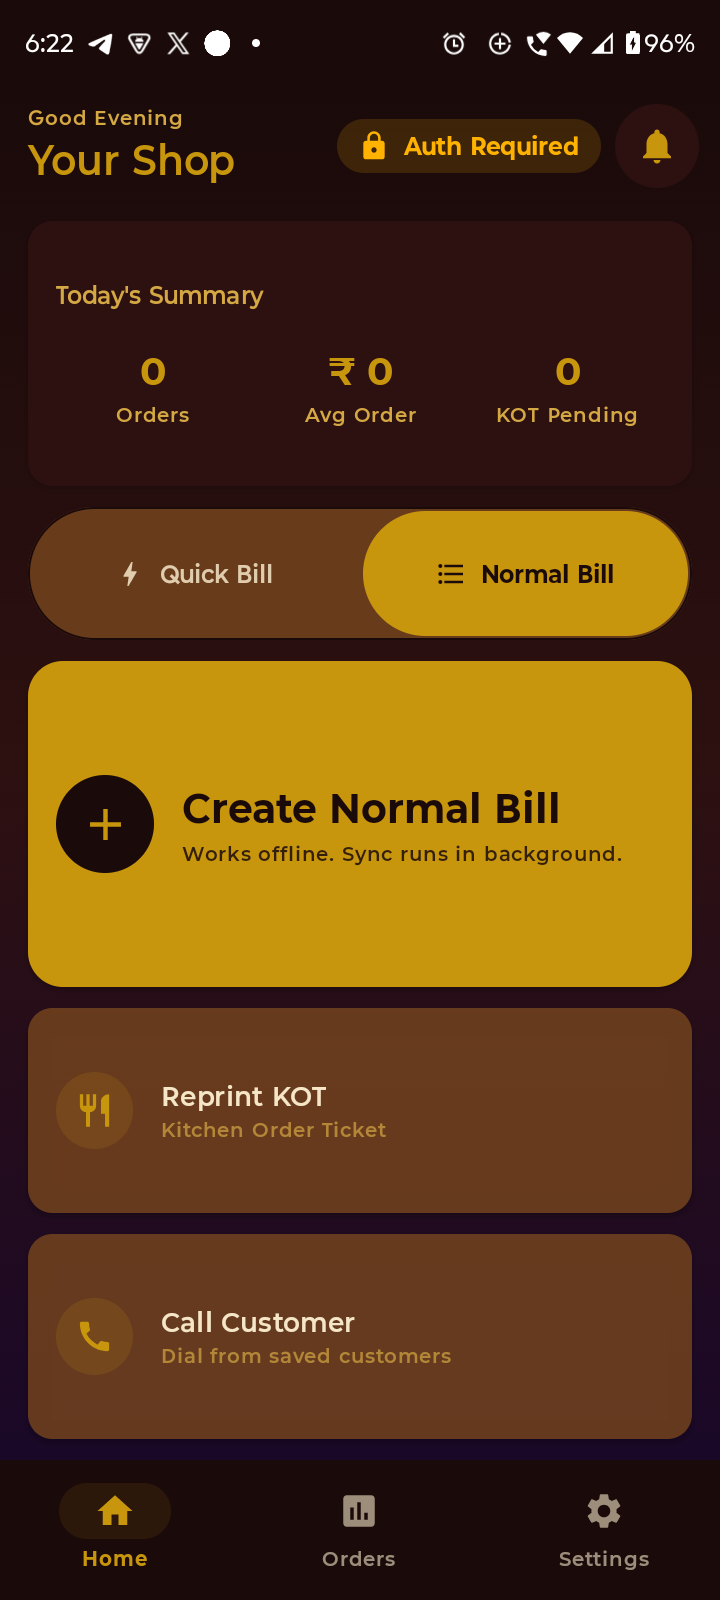 6:22
96%
Good Evening
Your Shop
Auth Required
Today's Summary
0
₹ 0
0
Orders
Avg Order
KOT Pending
Quick Bill
Normal Bill
Create Normal Bill
Works offline. Sync runs in background.
Reprint KOT
Kitchen Order Ticket
Call Customer
Dial from saved customers
Home
Orders
Settings